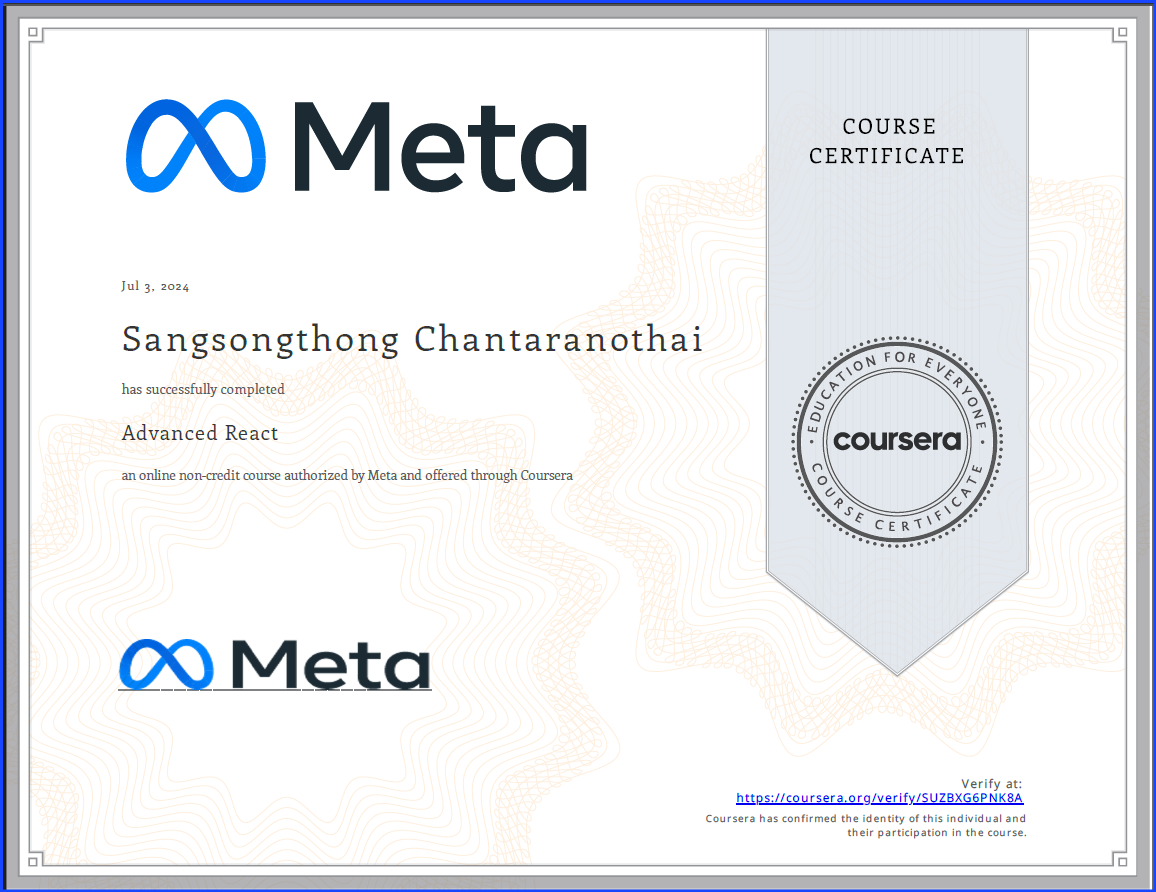 Meta
COURSE
CERTIFICATE
Jul 3, 2024
Sangsongthong Chantaranothai
has successfully completed
Advanced React
an online non-credit course authorized by Meta and offered through Coursera
EDUCATION FOR EVERYONE
coursera
COURSE CERTIFICATE
Meta
Verify at:
https://coursera.org/verify/SUZBXG6PNK8A
Coursera has confirmed the identity of this individual and
their participation in the course.